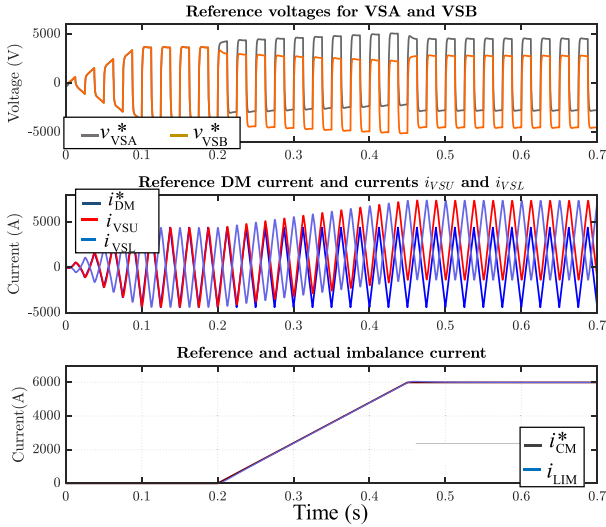 Reference voltages for VSA and VSB
Voltage (V)
5000
0
-5000
v*VSA
v*VSB
0
0.1
0.2
0.3
0.4
0.5
0.6
0.7
Reference DM current and currents iVSU and iVSL
Current (A)
5000
0
-5000
i*DM
iVSU
iVSL
0
0.1
0.2
0.3
0.4
0.5
0.6
0.7
Reference and actual imbalance current
Current(A)
6000
4000
2000
0
i*CM
iLIM
0
0.1
0.2
0.3
0.4
0.5
0.6
0.7
Time (s)